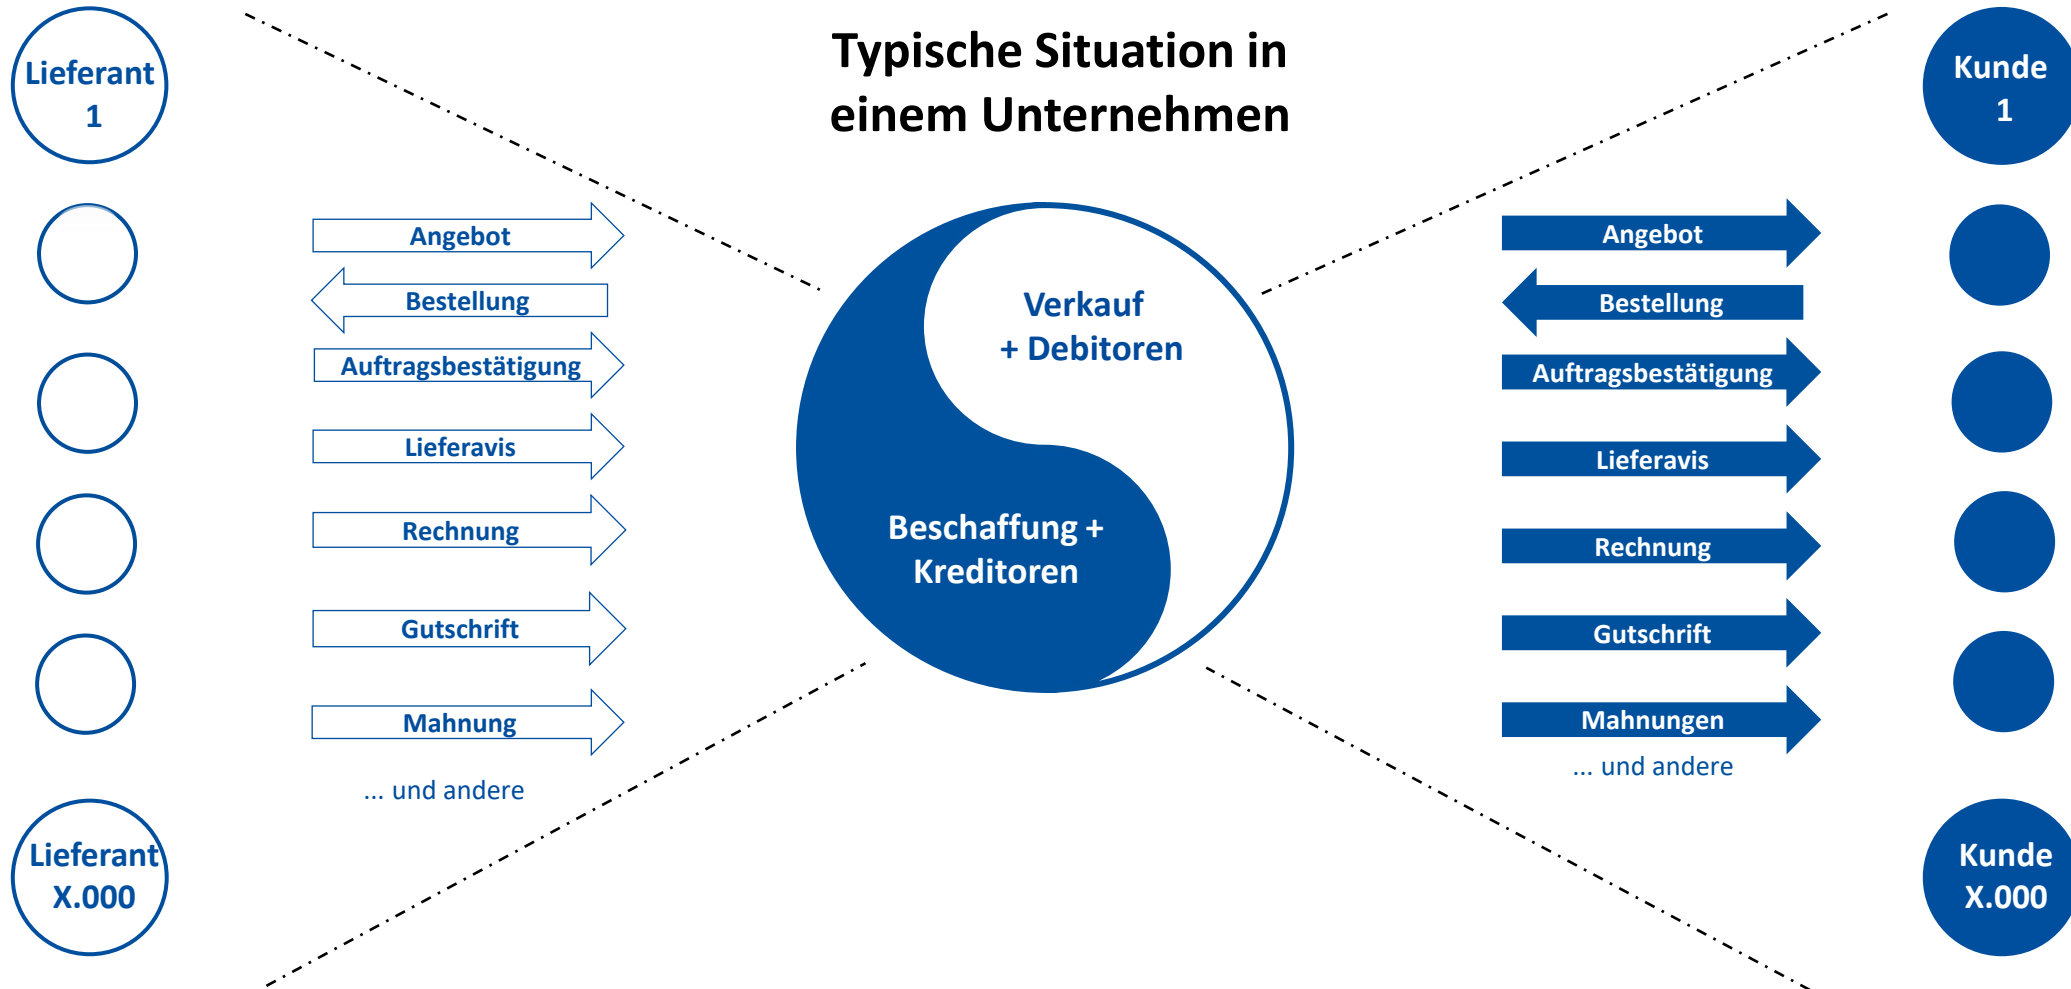 Typische Situation in
einem Unternehmen
Lieferant
1
Lieferant
X.000
Angebot
Bestellung
Auftragsbestätigung
Lieferavis
Rechnung
Gutschrift
Mahnung
... und andere
Verkauf
+ Debitoren
Beschaffung +
Kreditoren
Angebot
Bestellung
Auftragsbestätigung
Lieferavis
Rechnung
Gutschrift
Mahnungen
... und andere
Kunde
1
Kunde
X.000